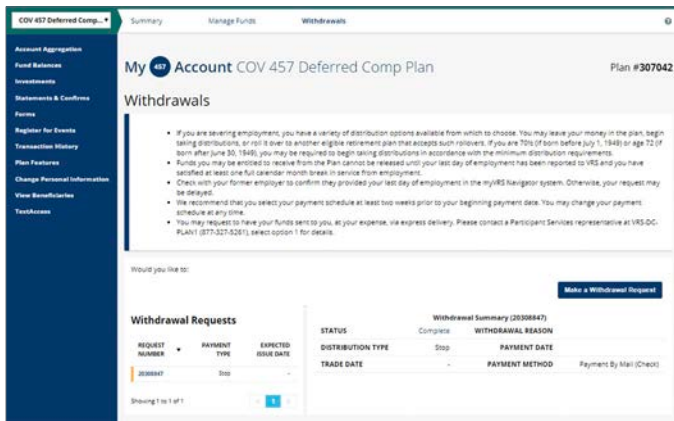 COV 457 Deferred Comp... Summary Manage Funds Withdrawals
Account Aggregation
Fund Balances
Investments
Statements & Confirms
Forms
Register for Events
Transaction History
Plan Features
Change Personal Information
View Beneficiaries
TextAccess
My 457 Account COV 457 Deferred Comp Plan Plan #307042
Withdrawals
If you are severing employment, you have a variety of distribution options available from which to choose. You may leave your money in the plan, begin
taking distributions, or roll it over to another eligible retirement plan that accepts such rollovers. If you are 70½ (if born before July 1, 1949) or age 72 (if
born after June 30, 1949), you may be required to begin taking distributions in accordance with the minimum distribution requirements.
Funds you may be entitled to receive from the Plan cannot be released until your last day of employment has been reported to VRS and you have
satisfied at least one full calendar month break in service from employment.
Check with your former employer to confirm they provided your last day of employment in the myVRS Navigator system. Otherwise, your request may
be delayed.
We recommend that you select your payment schedule at least two weeks prior to your beginning payment date. You may change your payment
schedule at any time.
You may request to have your funds sent to you, at your expense, via express delivery. Please contact a Participant Services representative at VRS-DC-
PLAN1 (877-327-5261), select option 1 for details.
Would you like to:
Make a Withdrawal Request
Withdrawal Requests
REQUEST NUMBER PAYMENT TYPE EXPECTED ISSUE DATE
20308847 Stop -
Showing 1 to 1 of 1 1
Withdrawal Summary (20308847)
STATUS Complete WITHDRAWAL REASON
DISTRIBUTION TYPE Stop PAYMENT DATE
TRADE DATE - PAYMENT METHOD Payment By Mail (Check)